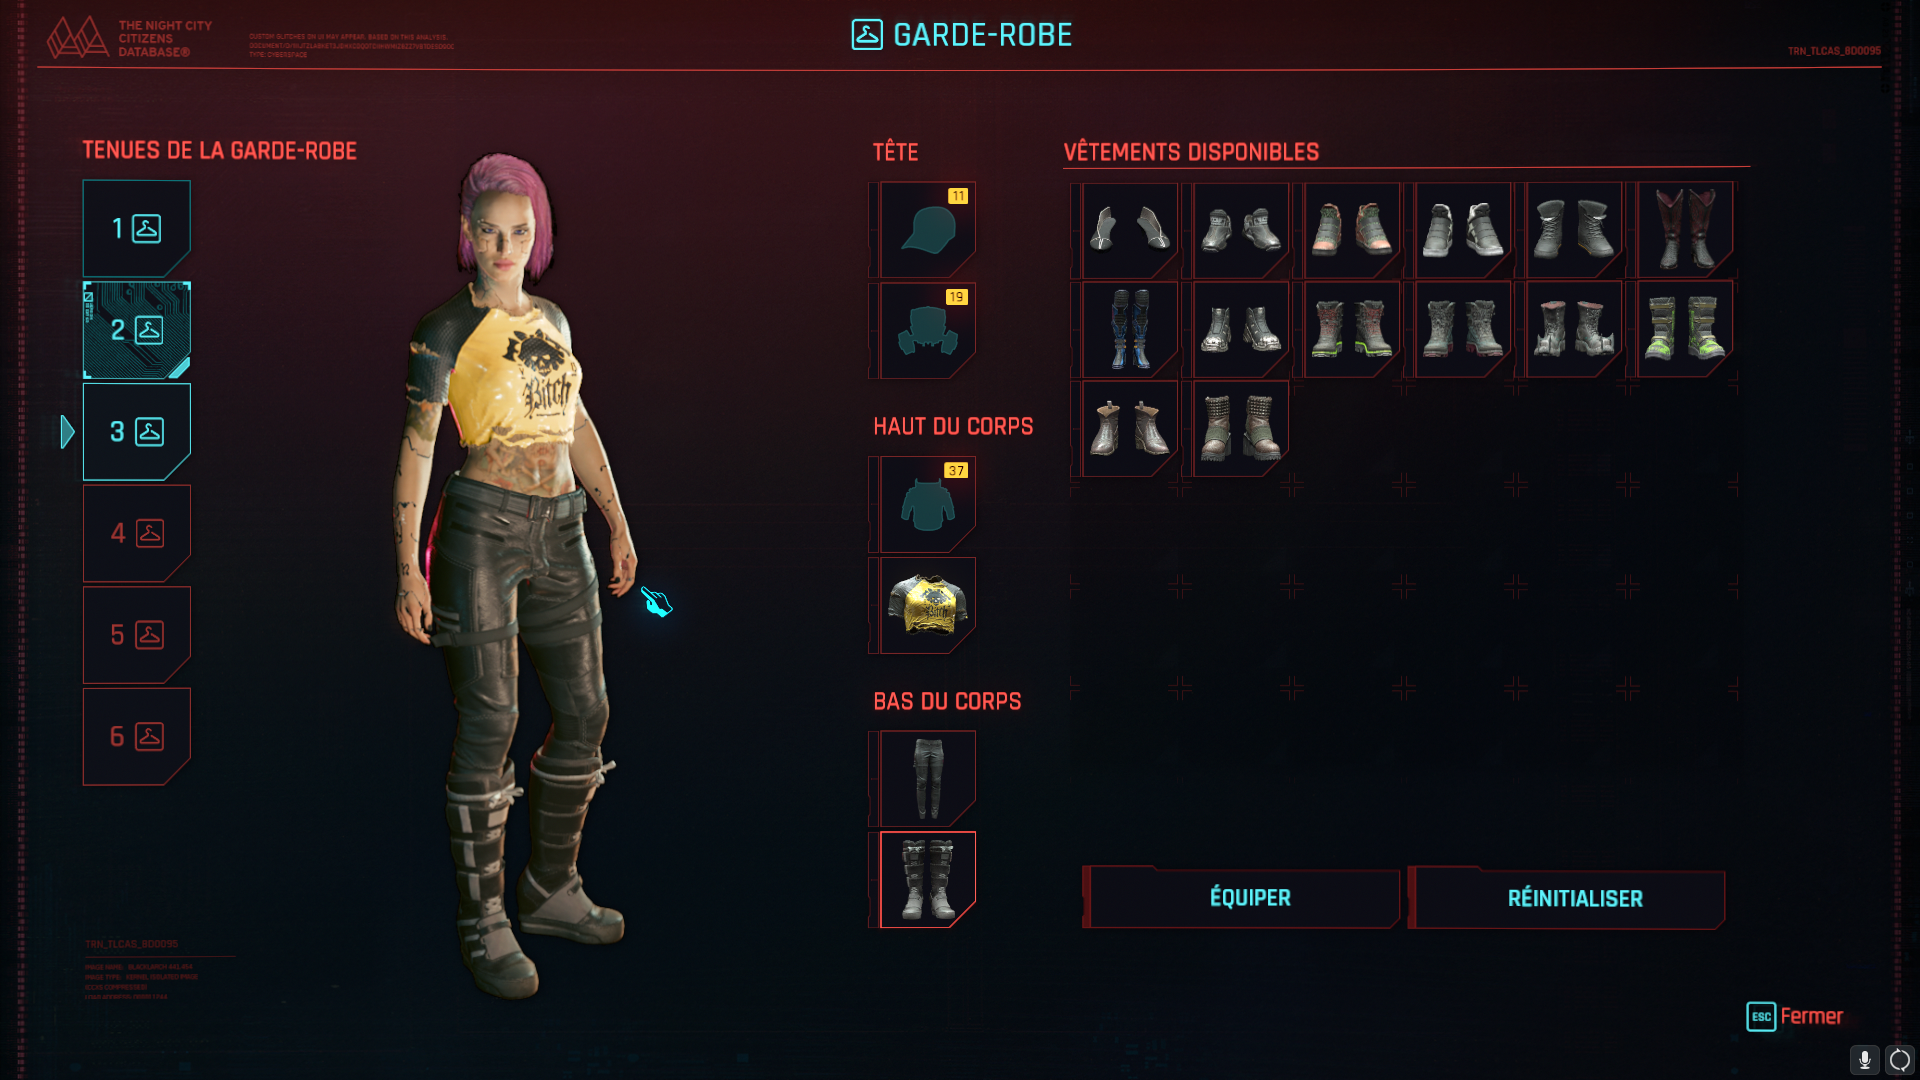 THE NIGHT CITY
CITIZENS
DATABASE®
GARDE-ROBE
TRN_TLCAS_800095
TENUES DE LA GARDE-ROBE
1
2
3
4
5
6
TÊTE
11
19
HAUT DU CORPS
37
Bitch
BAS DU CORPS
VÊTEMENTS DISPONIBLES
ÉQUIPER
RÉINITIALISER
TRN_TLCAS_800095
ESC Fermer